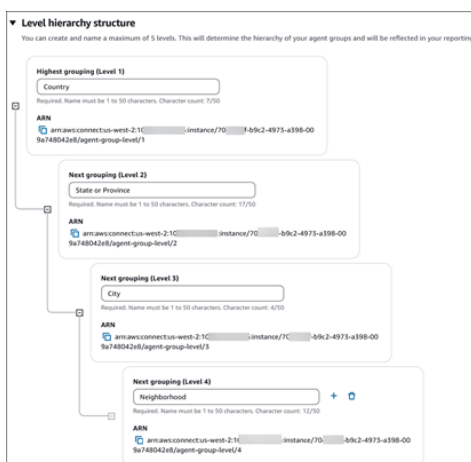 Level hierarchy structure
You can create and name a maximum of 5 levels. This will determine the hierarchy of your agent groups and will be reflected in your reporting
Highest grouping (Level 1)
Country
Required. Name must be 1 to 50 characters. Character count: 7/50
ARN
arn:aws:connect:us-west-2:10 :instance/70 f-b9c2-4973-a398-00
9a748042e8/agent-group-level/1
Next grouping (Level 2)
State or Province
Required. Name must be 1 to 50 characters. Character count: 17/50
ARN
arn:aws:connect:us-west-2:10 :instance/70 -b9c2-4973-a398-00
9a748042e8/agent-group-level/2
Next grouping (Level 3)
City
Required. Name must be 1 to 50 characters. Character count: 4/50
ARN
arn:aws:connect:us-west-2:10 :instance/70 -b9c2-4973-a398-00
9a748042e8/agent-group-level/3
Next grouping (Level 4)
Neighborhood
Required. Name must be 1 to 50 characters. Character count: 12/50
ARN
arn:aws:connect:us-west-2:1 :instance/70 -b9c2-4973-a398-00
9a748042e8/agent-group-level/4